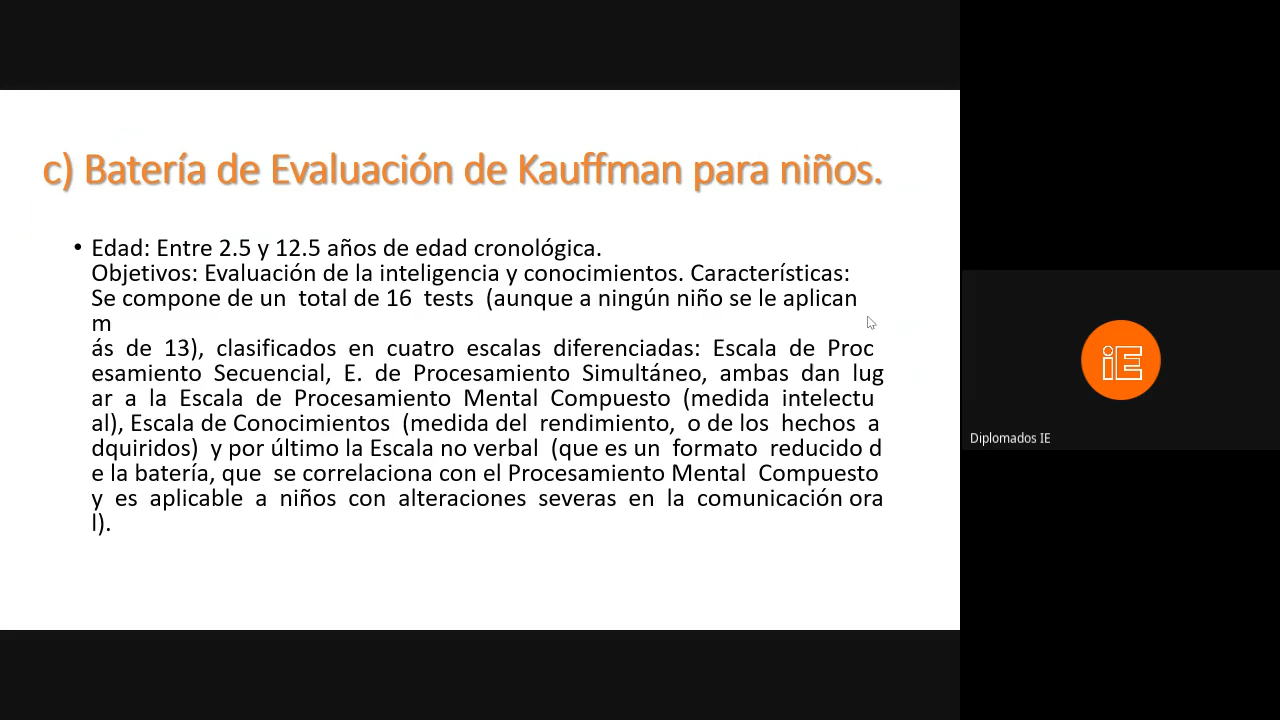 c) Batería de Evaluación de Kauffman para niños.
• Edad: Entre 2.5 y 12.5 años de edad cronológica.
Objetivos: Evaluación de la inteligencia y conocimientos. Características:
Se compone de un total de 16 tests (aunque a ningún niño se le aplican
m
ás de 13), clasificados en cuatro escalas diferenciadas: Escala de Proc
esamiento Secuencial, E. de Procesamiento Simultáneo, ambas dan lug
ar a la Escala de Procesamiento Mental Compuesto (medida intelectu
al), Escala de Conocimientos (medida del rendimiento, o de los hechos a
dquiridos) y por último la Escala no verbal (que es un formato reducido d
e la batería, que se correlaciona con el Procesamiento Mental Compuesto
y es aplicable a niños con alteraciones severas en la comunicación ora
l).
iE
Diplomados IE